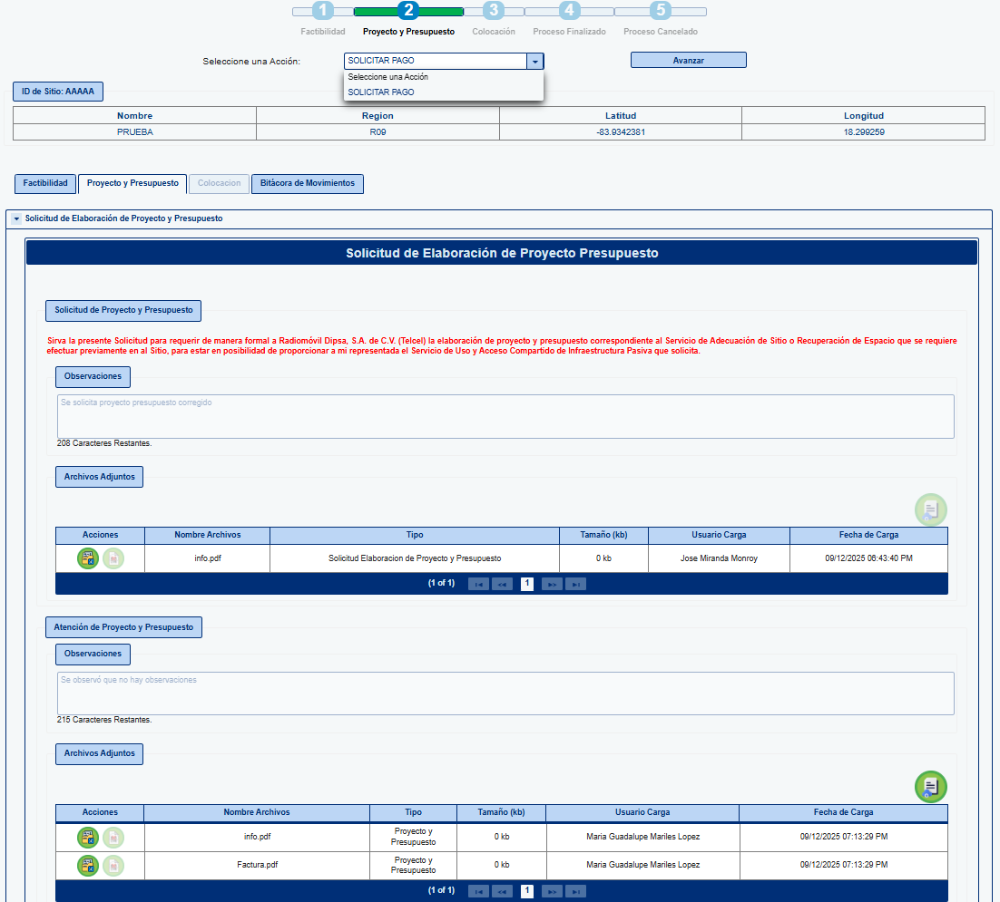 1 2 3 4 5
Factibilidad Proyecto y Presupuesto Colocación Proceso Finalizado Proceso Cancelado
Seleccione una Acción: SOLICITAR PAGO Avanzar
Seleccione una Acción
SOLICITAR PAGO
ID de Sitio: AAAAA
Nombre Region Latitud Longitud
PRUEBA R09 -83.9342381 18.299259
Factibilidad Proyecto y Presupuesto Colocacion Bitácora de Movimientos
Solicitud de Elaboración de Proyecto y Presupuesto
Solicitud de Elaboración de Proyecto Presupuesto
Solicitud de Proyecto y Presupuesto
Sirva la presente Solicitud para requerir de manera formal a Radiomóvil Dipsa, S.A. de C.V. (Telcel) la elaboración de proyecto y presupuesto correspondiente al Servicio de Adecuación de Sitio o Recuperación de Espacio que se requiere
efectuar previamente en al Sitio, para estar en posibilidad de proporcionar a mi representada el Servicio de Uso y Acceso Compartido de Infraestructura Pasiva que solicita.
Observaciones
Se solicita proyecto presupuesto corregido
208 Caracteres Restantes.
Archivos Adjuntos
Acciones Nombre Archivos Tipo Tamaño (kb) Usuario Carga Fecha de Carga
info.pdf Solicitud Elaboracion de Proyecto y Presupuesto 0 kb Jose Miranda Monroy 09/12/2025 06:43:40 PM
(1 of 1) 1
Atención de Proyecto y Presupuesto
Observaciones
Se observó que no hay observaciones
215 Caracteres Restantes.
Archivos Adjuntos
Acciones Nombre Archivos Tipo Tamaño (kb) Usuario Carga Fecha de Carga
info.pdf Proyecto y Presupuesto 0 kb Maria Guadalupe Mariles Lopez 09/12/2025 07:13:29 PM
Factura.pdf Proyecto y Presupuesto 0 kb Maria Guadalupe Mariles Lopez 09/12/2025 07:13:29 PM
(1 of 1) 1